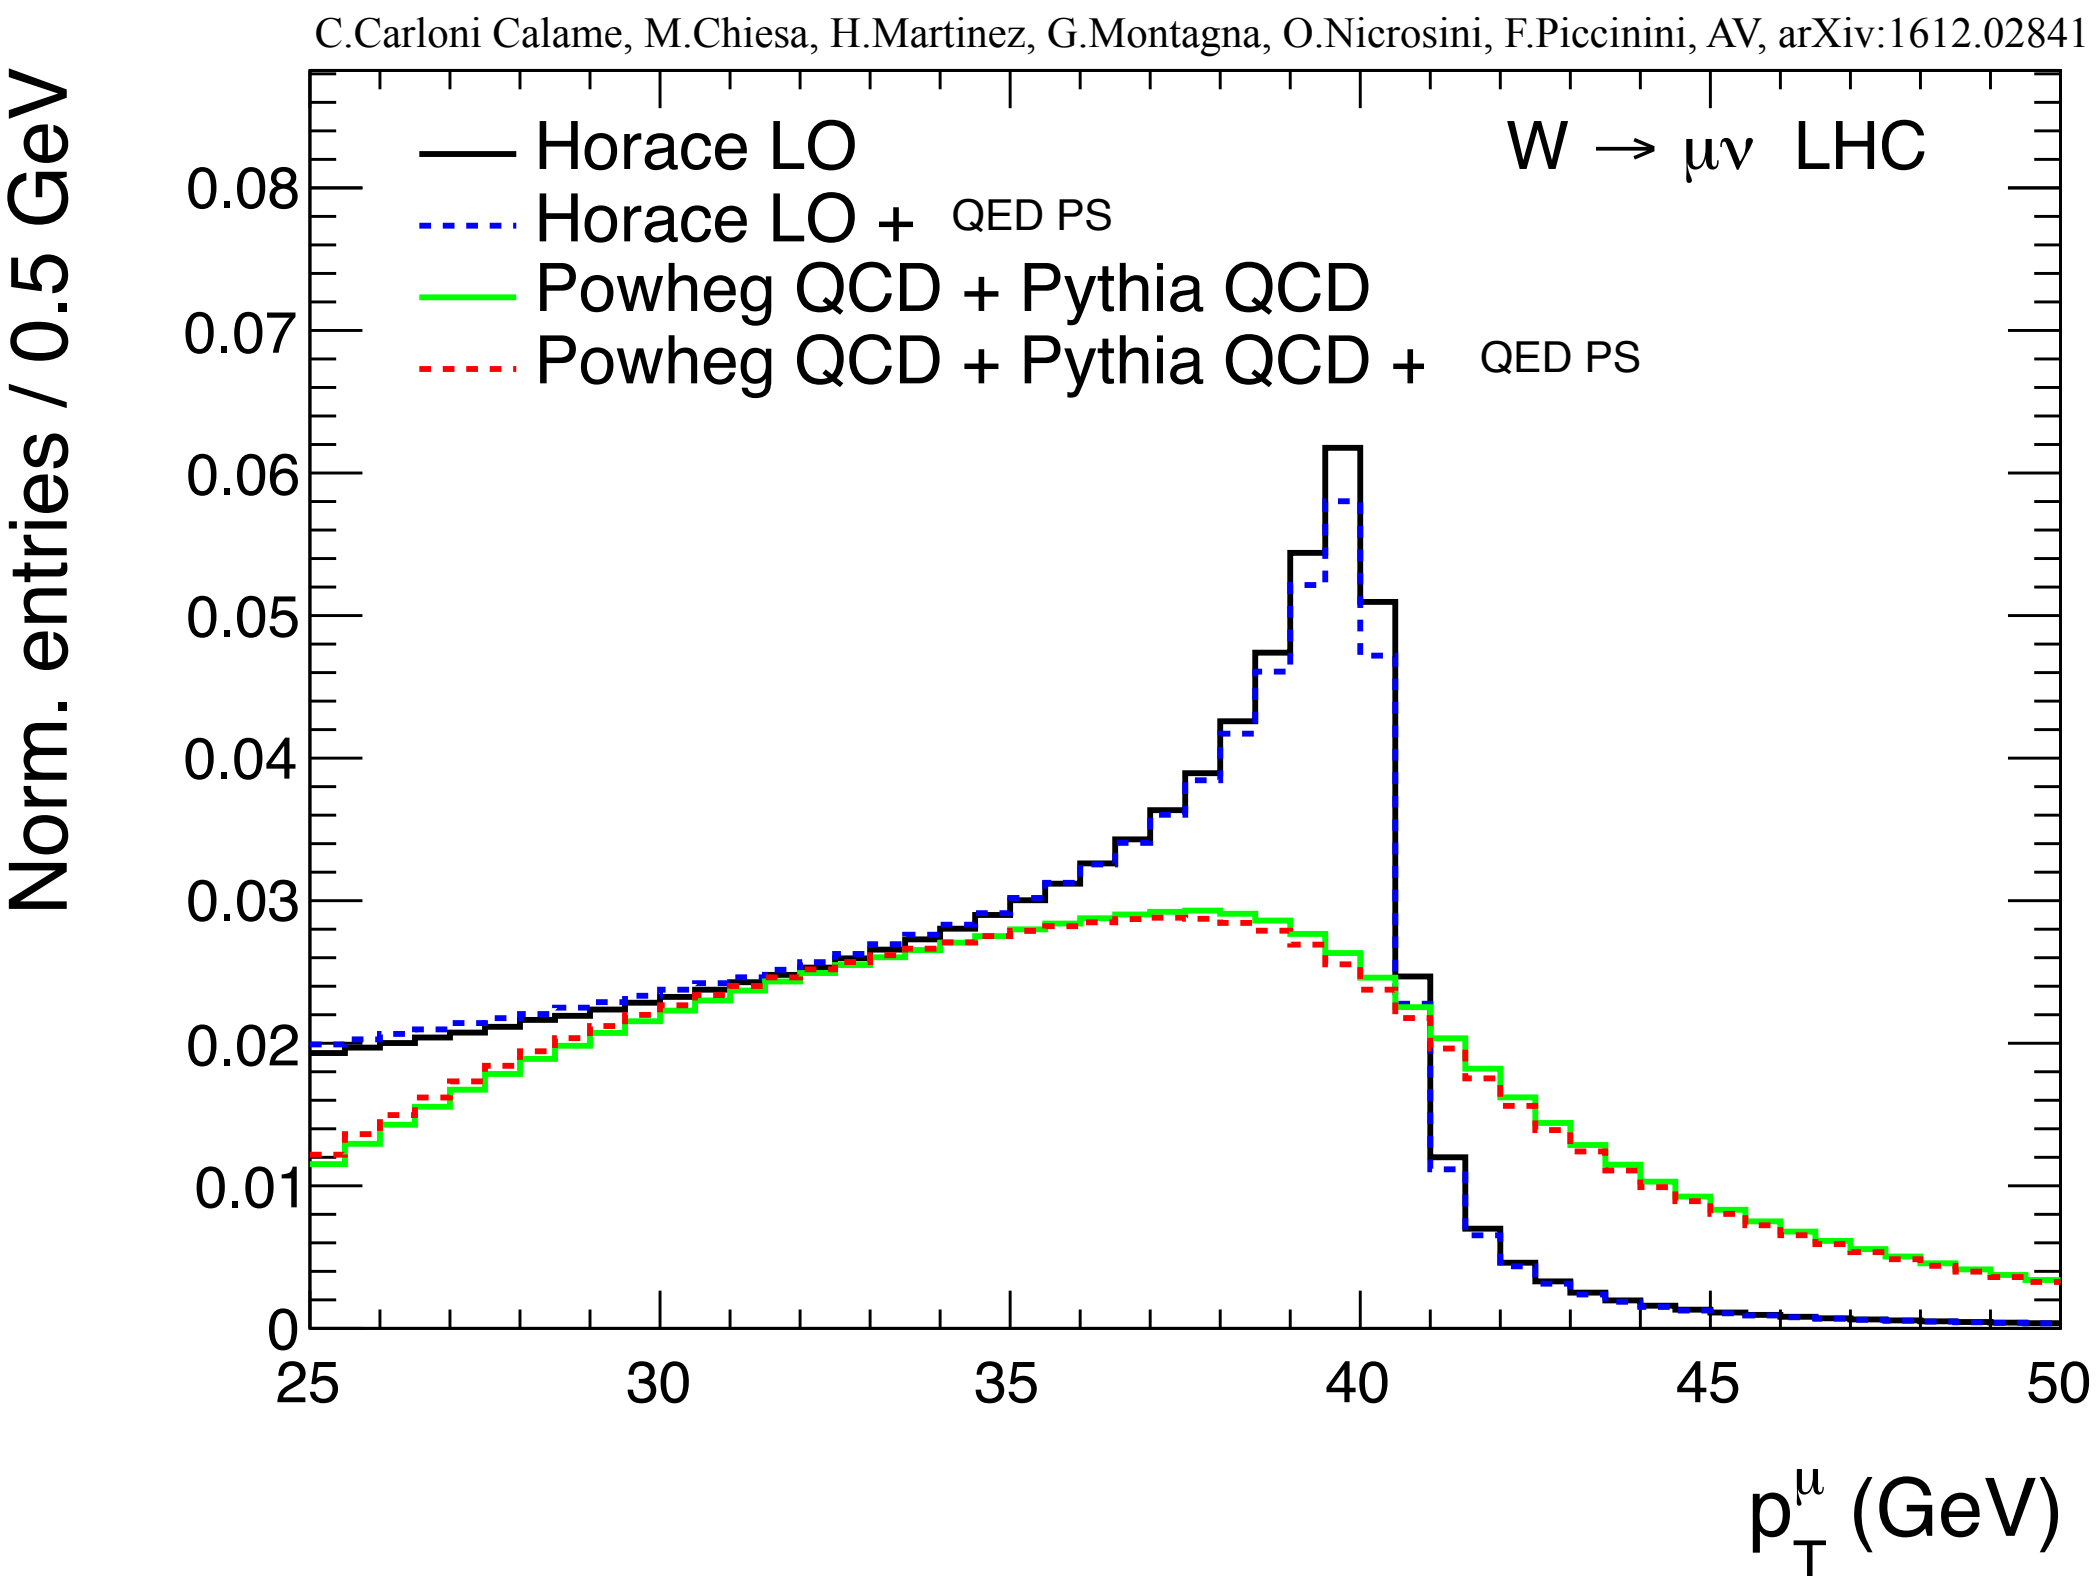 C.Carloni Calame, M.Chiesa, H.Martinez, G.Montagna, O.Nicrosini, F.Piccinini, AV, arXiv:1612.02841
Norm. entries / 0.5 GeV
Horace LO
Horace LO + QED PS
Powheg QCD + Pythia QCD
Powheg QCD + Pythia QCD + QED PS
W → μν LHC
0.08
0.07
0.06
0.05
0.04
0.03
0.02
0.01
0
25 30 35 40 45 50
p_T^μ (GeV)